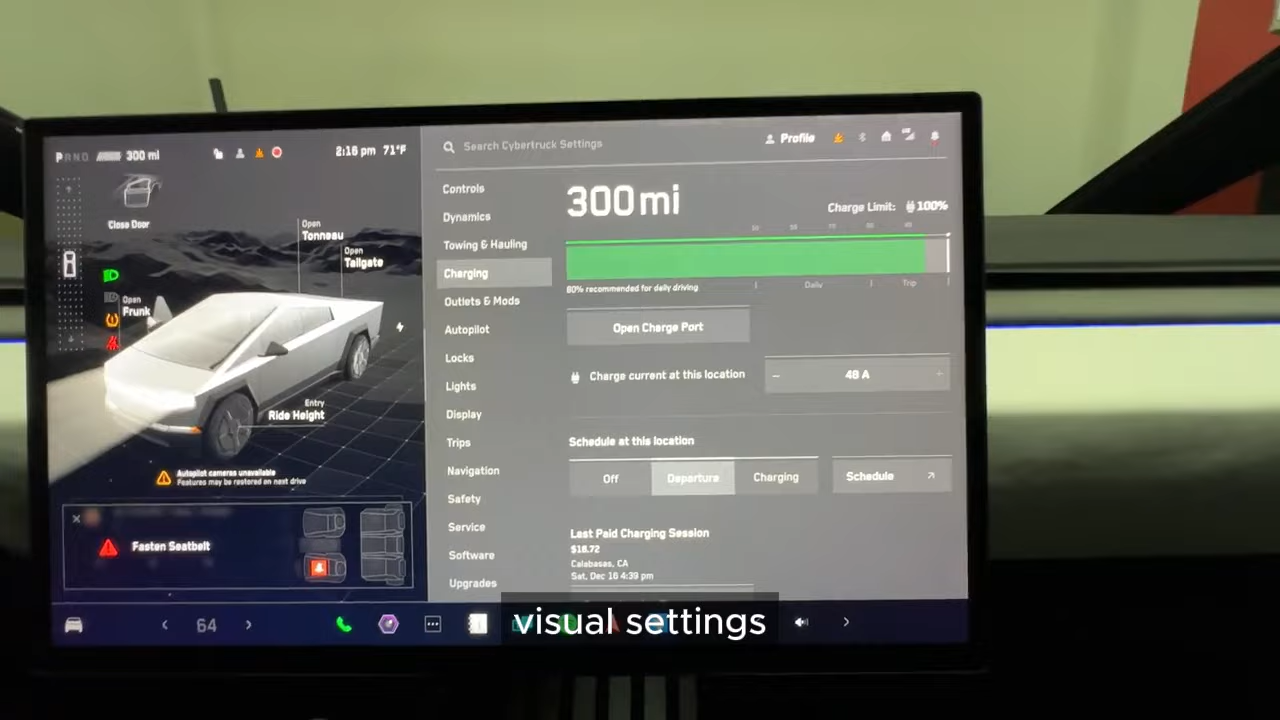 PRND 300 mi
2:16 pm 71°F
Close Door
Open
Tonneau
Open
Tailgate
Open
Frunk
Entry
Ride Height
Autopilot cameras unavailable
Features may be restored on next drive
Fasten Seatbelt
Search Cybertruck Settings
Profile
Controls
Dynamics
Towing & Hauling
Charging
Outlets & Mods
Autopilot
Locks
Lights
Display
Trips
Navigation
Safety
Service
Software
Upgrades
300 mi
Charge Limit: 100%
80% recommended for daily driving
Daily
Trip
Open Charge Port
Charge current at this location
48 A
Schedule at this location
Off
Departure
Charging
Schedule
Last Paid Charging Session
$18.72
Calabasas, CA
Sat, Dec 16 4:39 pm
64
visual settings